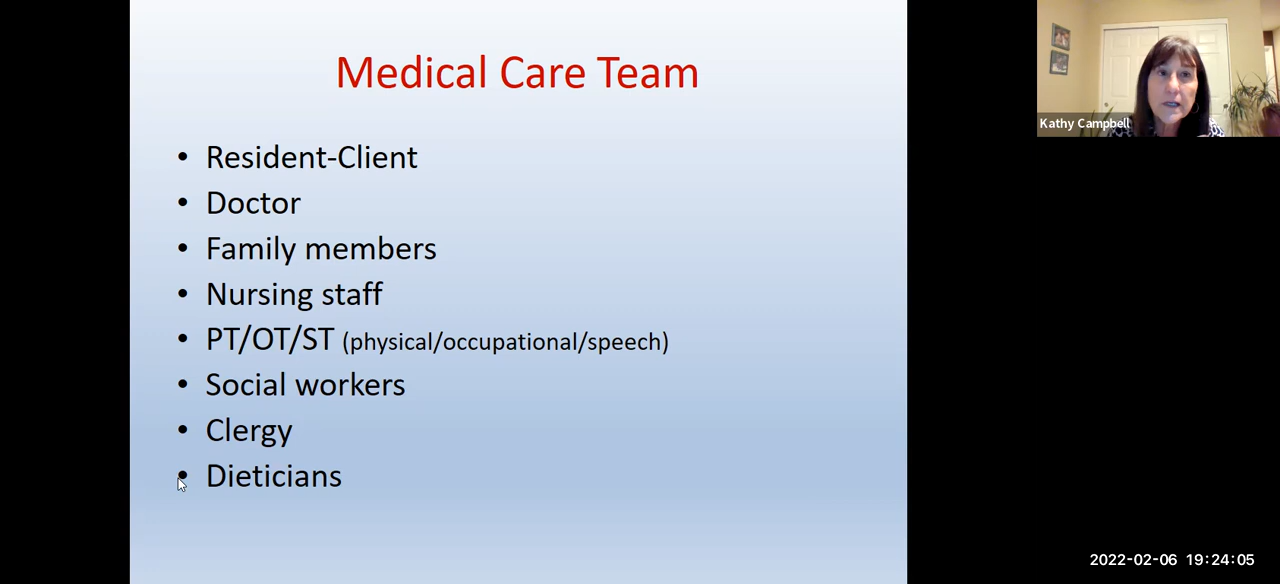 Medical Care Team
• Resident-Client
• Doctor
• Family members
• Nursing staff
• PT/OT/ST (physical/occupational/speech)
• Social workers
• Clergy
• Dieticians
Kathy Campbell
2022-02-06 19:24:05